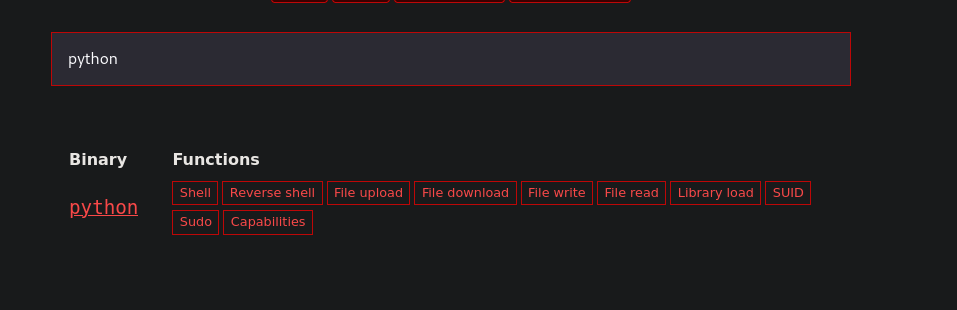 python
Binary Functions
python
Shell Reverse shell File upload File download File write File read Library load SUID
Sudo Capabilities